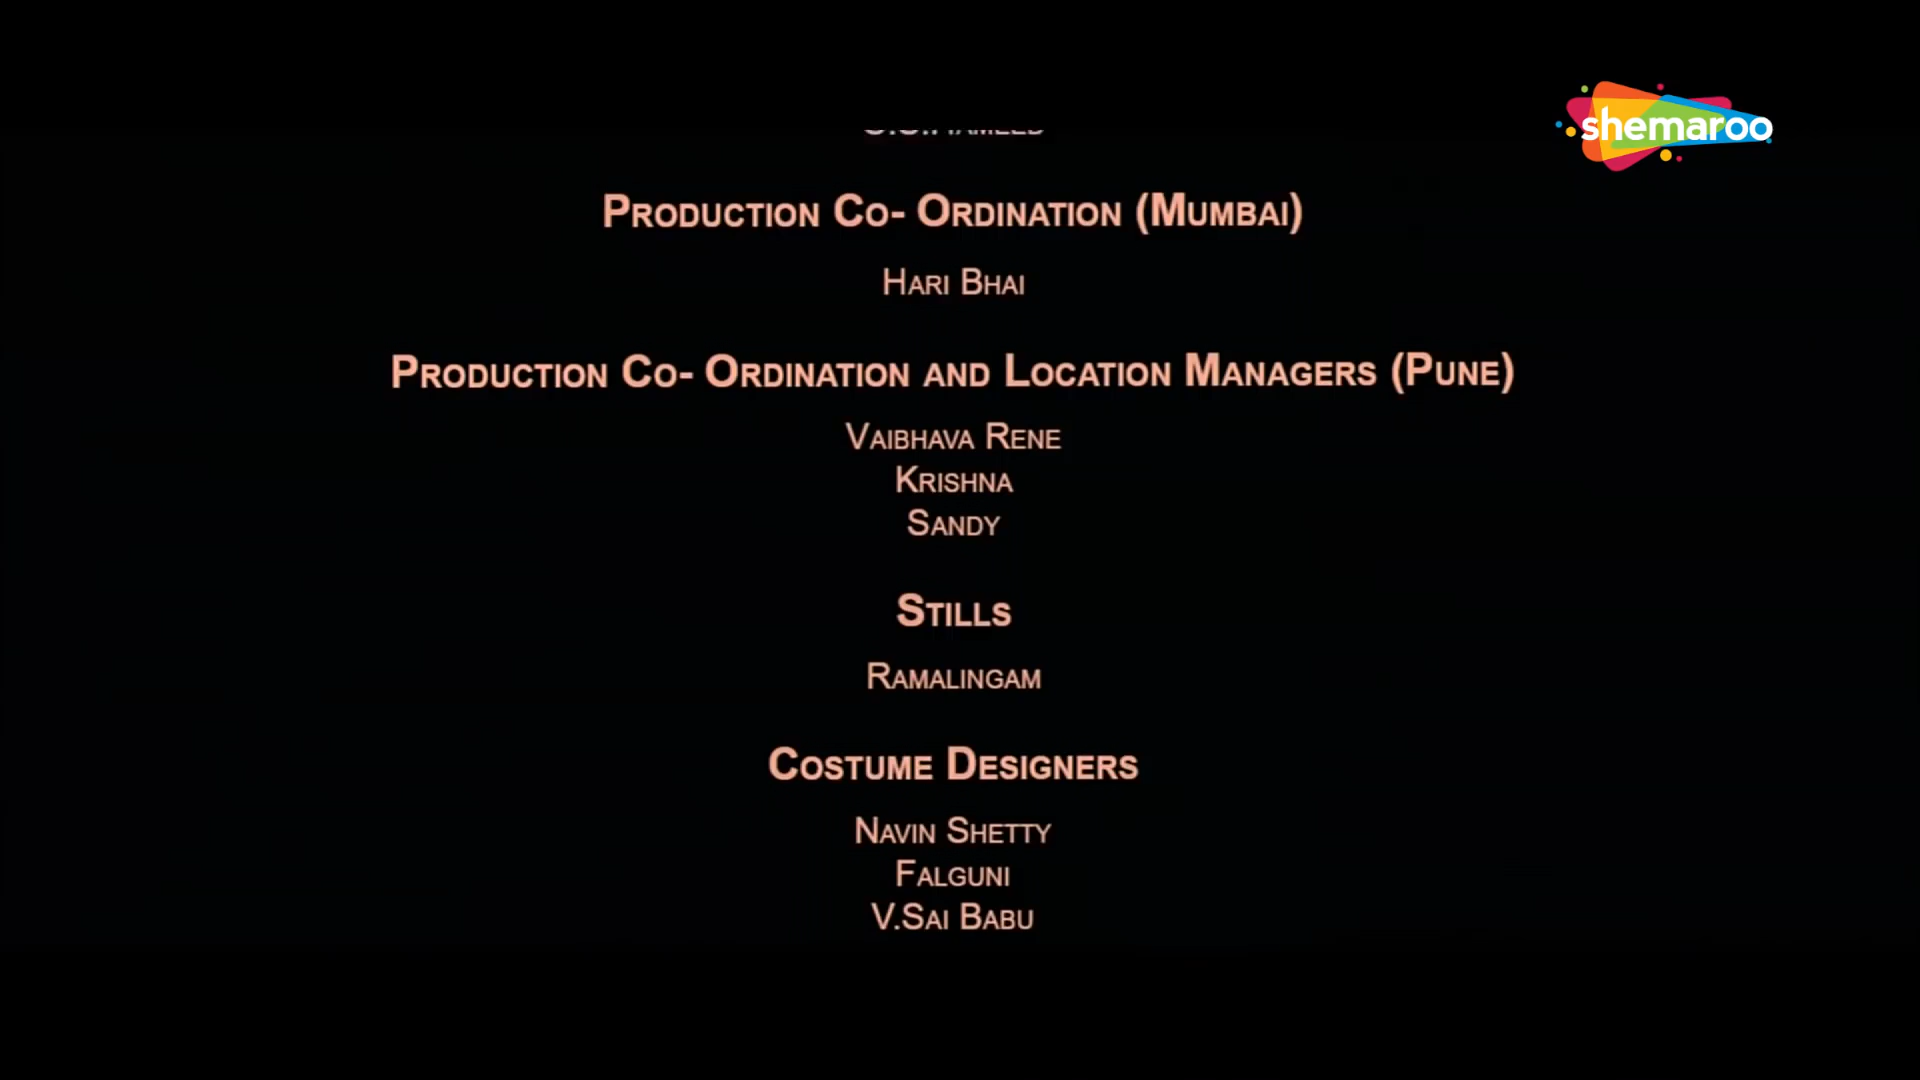 shemaroo
Production Co- Ordination (Mumbai)
Hari Bhai
Production Co- Ordination and Location Managers (Pune)
Vaibhava Rene
Krishna
Sandy
Stills
Ramalingam
Costume Designers
Navin Shetty
Falguni
V.Sai Babu